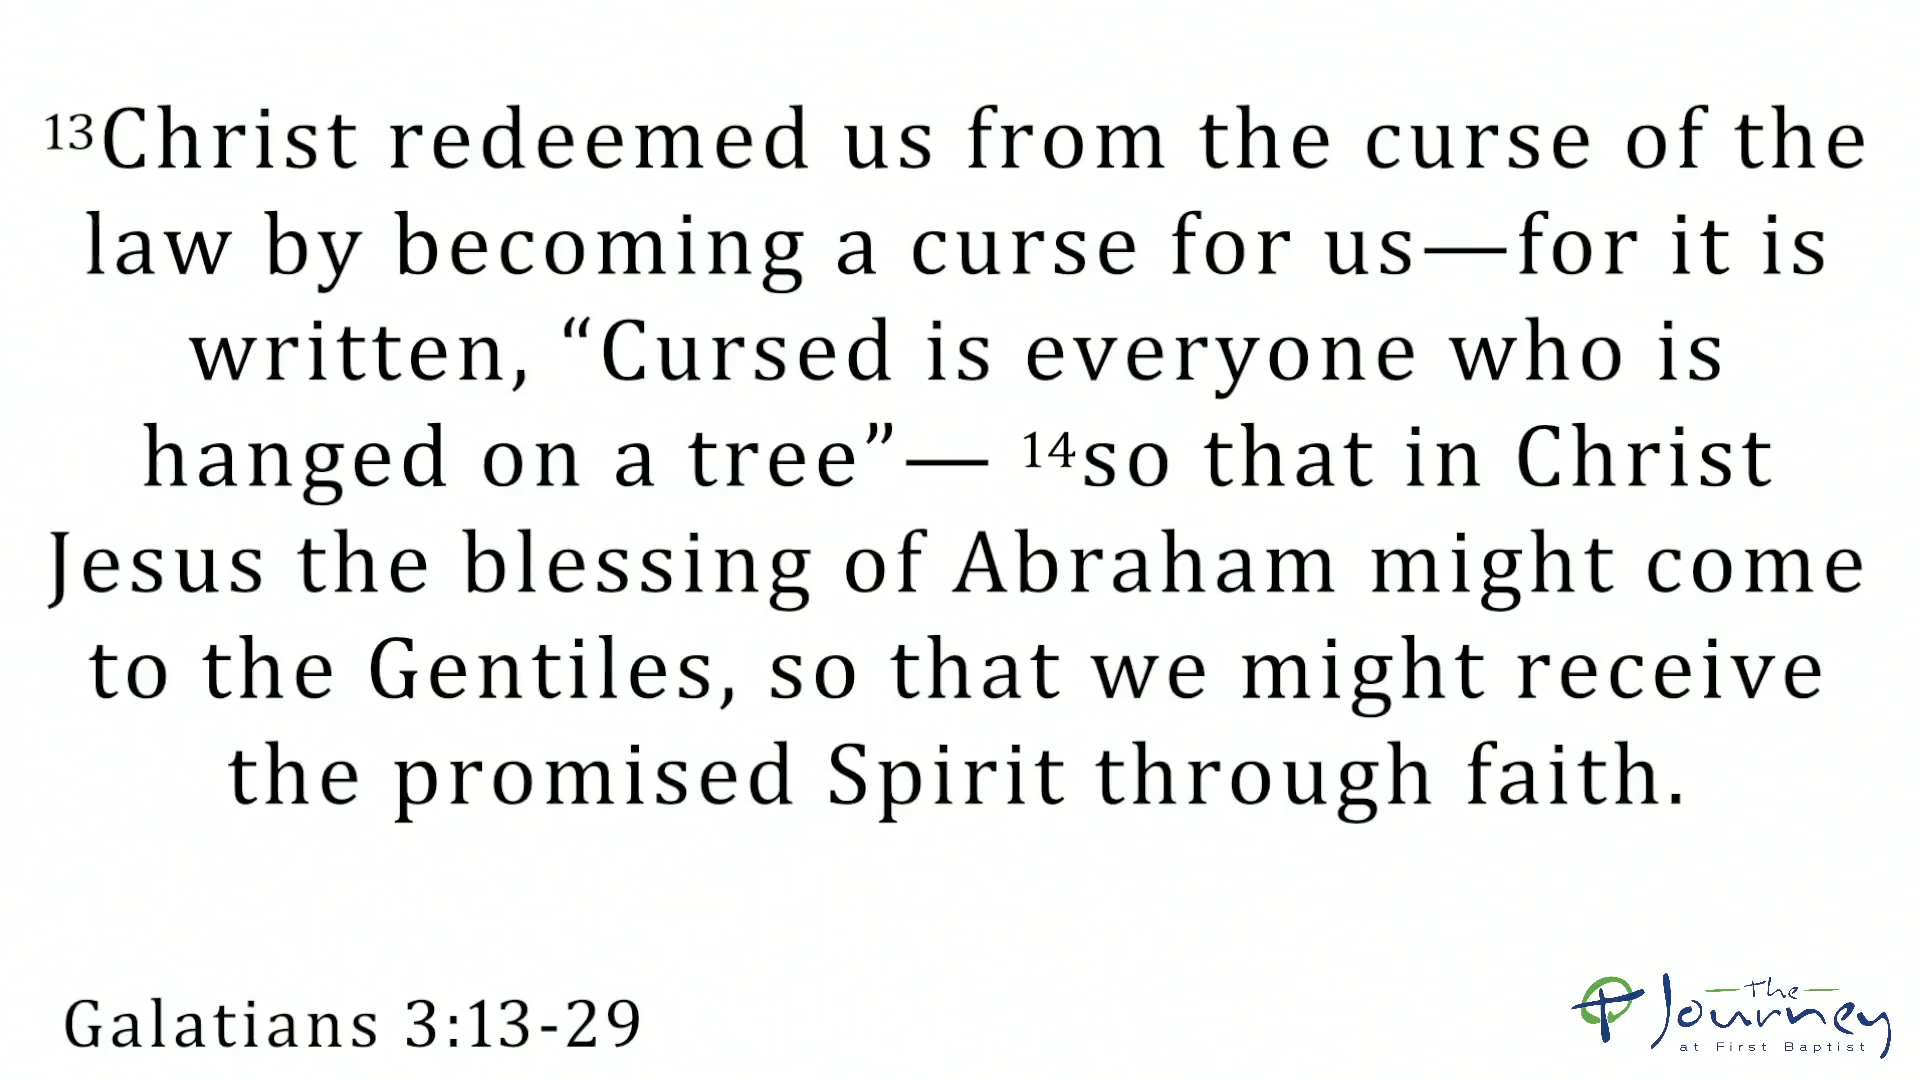 13Christ redeemed us from the curse of the
law by becoming a curse for us—for it is
written, “Cursed is everyone who is
hanged on a tree”— 14so that in Christ
Jesus the blessing of Abraham might come
to the Gentiles, so that we might receive
the promised Spirit through faith.
Galatians 3:13-29
The
Journey
at First Baptist